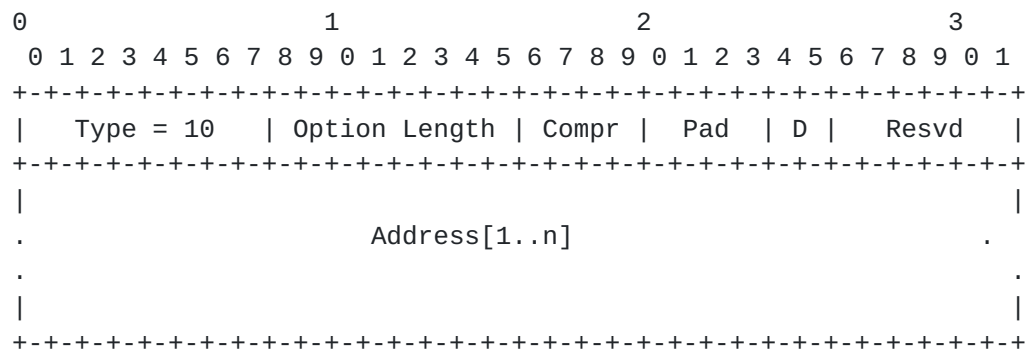 0                   1                   2                   3
 0 1 2 3 4 5 6 7 8 9 0 1 2 3 4 5 6 7 8 9 0 1 2 3 4 5 6 7 8 9 0 1
+-+-+-+-+-+-+-+-+-+-+-+-+-+-+-+-+-+-+-+-+-+-+-+-+-+-+-+-+-+-+-+-+
|   Type = 10   | Option Length | Compr |  Pad  | D |   Resvd   |
+-+-+-+-+-+-+-+-+-+-+-+-+-+-+-+-+-+-+-+-+-+-+-+-+-+-+-+-+-+-+-+-+
|                                                               |
.                      Address[1..n]                          .
.                                                               .
|                                                               |
+-+-+-+-+-+-+-+-+-+-+-+-+-+-+-+-+-+-+-+-+-+-+-+-+-+-+-+-+-+-+-+-+